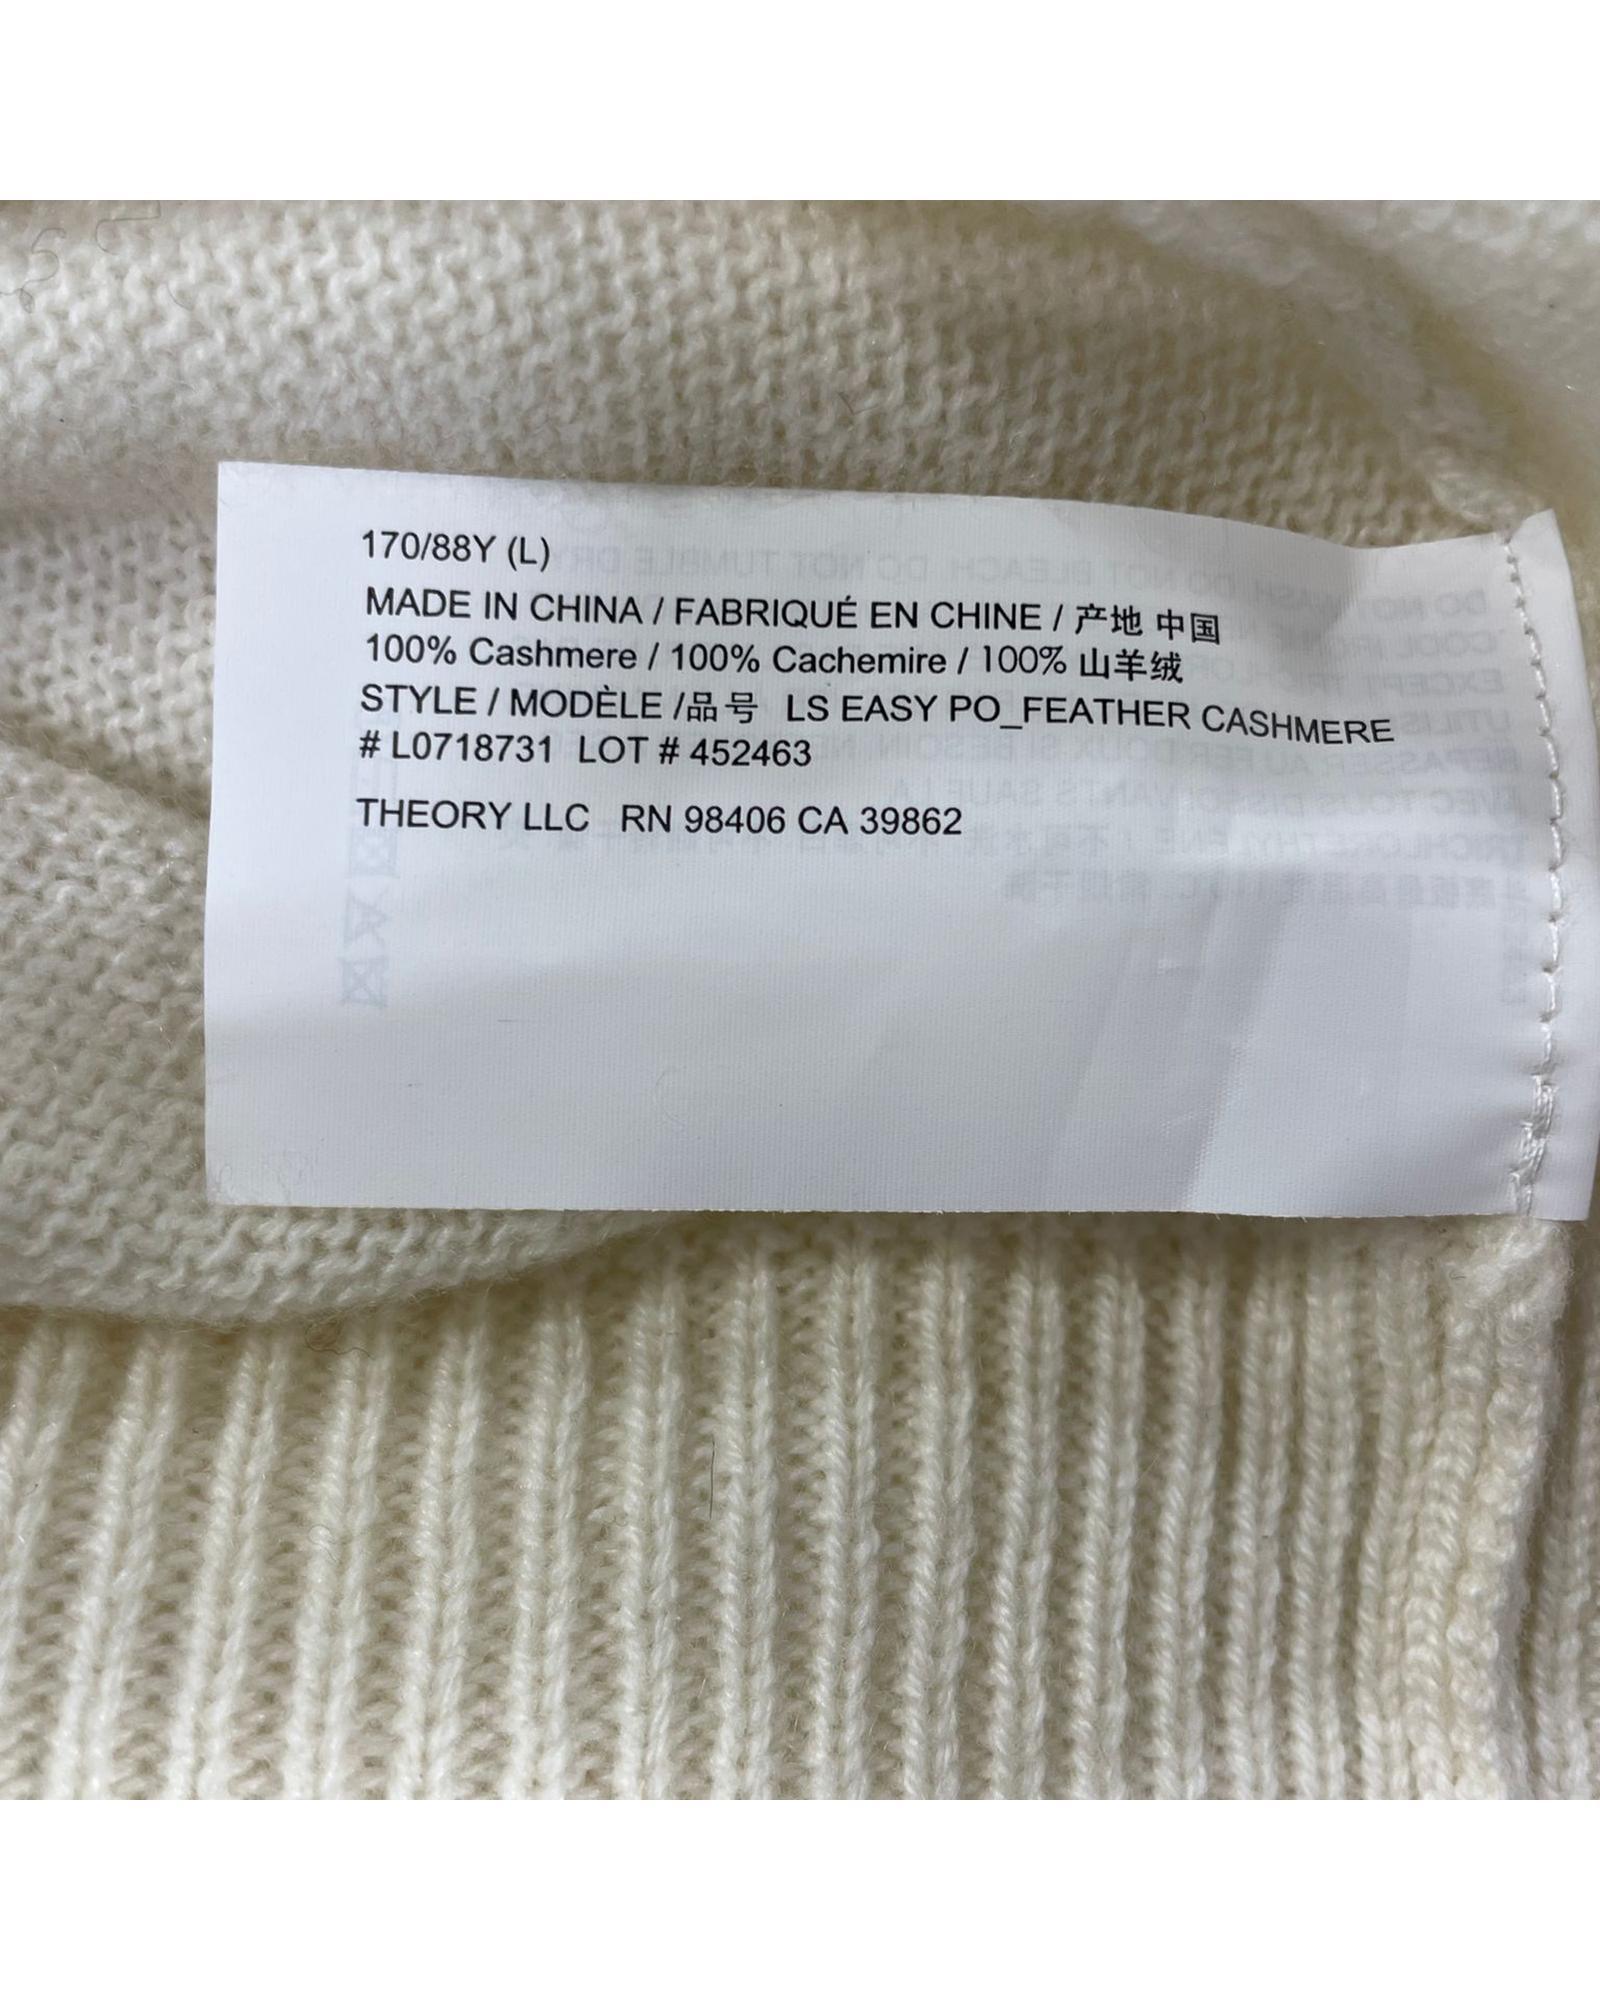 170/88Y (L)
MADE IN CHINA / FABRIQUÉ EN CHINE / 产地 中国
100% Cashmere / 100% Cachemire / 100% 山羊绒
STYLE / MODÈLE /品号 LS EASY PO_FEATHER CASHMERE
# L0718731 LOT # 452463
THEORY LLC RN 98406 CA 39862